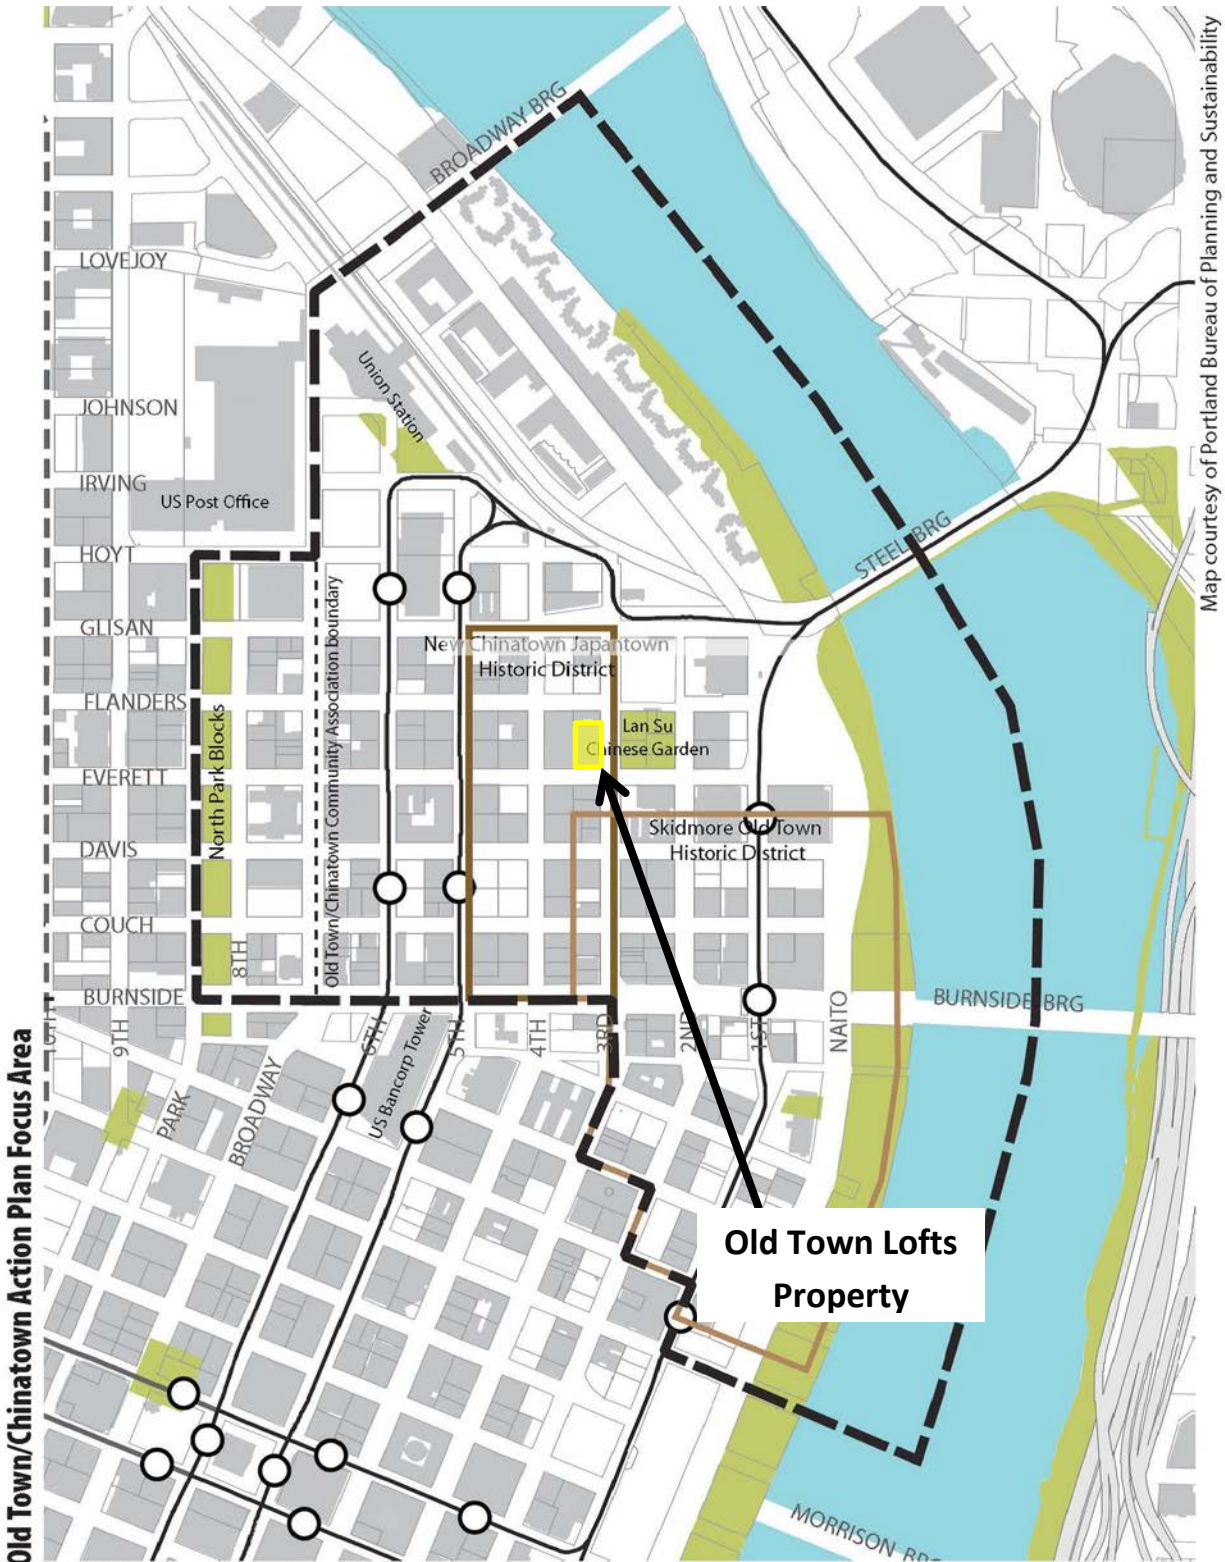 Old Town/Chinatown Action Plan Focus Area
Map courtesy of Portland Bureau of Planning and Sustainability
BROADWAY BRG
LOVEJOY
Union Station
JOHNSON
IRVING
US Post Office
HOYT
STEEL BRG
GLISAN
New Chinatown Japantown
Historic District
Old Town/Chinatown Community Association boundary
FLANDERS
North Park Blocks
Lan Su
Chinese Garden
EVERETT
Skidmore Old Town
Historic District
DAVIS
COUCH
8TH
BURNSIDE
BURNSIDE BRG
9TH
6TH
5TH
4TH
3RD
2ND
1ST
NAITO
US Bancorp Tower
PARK
BROADWAY
Old Town Lofts
Property
MORRISON